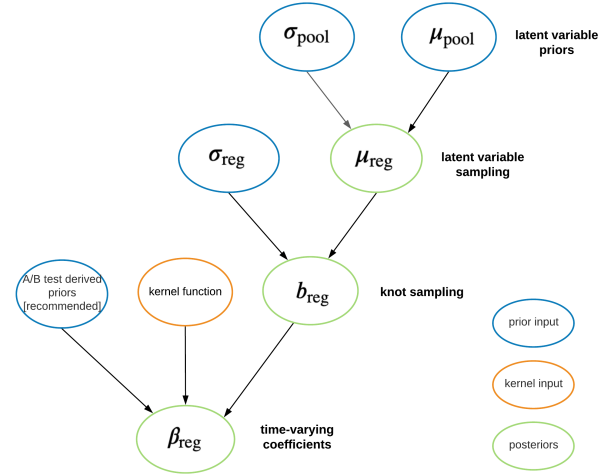 σpool
μpool
latent variable
priors
σreg
μreg
latent variable
sampling
A/B test derived
priors
[recommended]
kernel function
breg
knot sampling
prior input
kernel input
βreg
time-varying
coefficients
posteriors